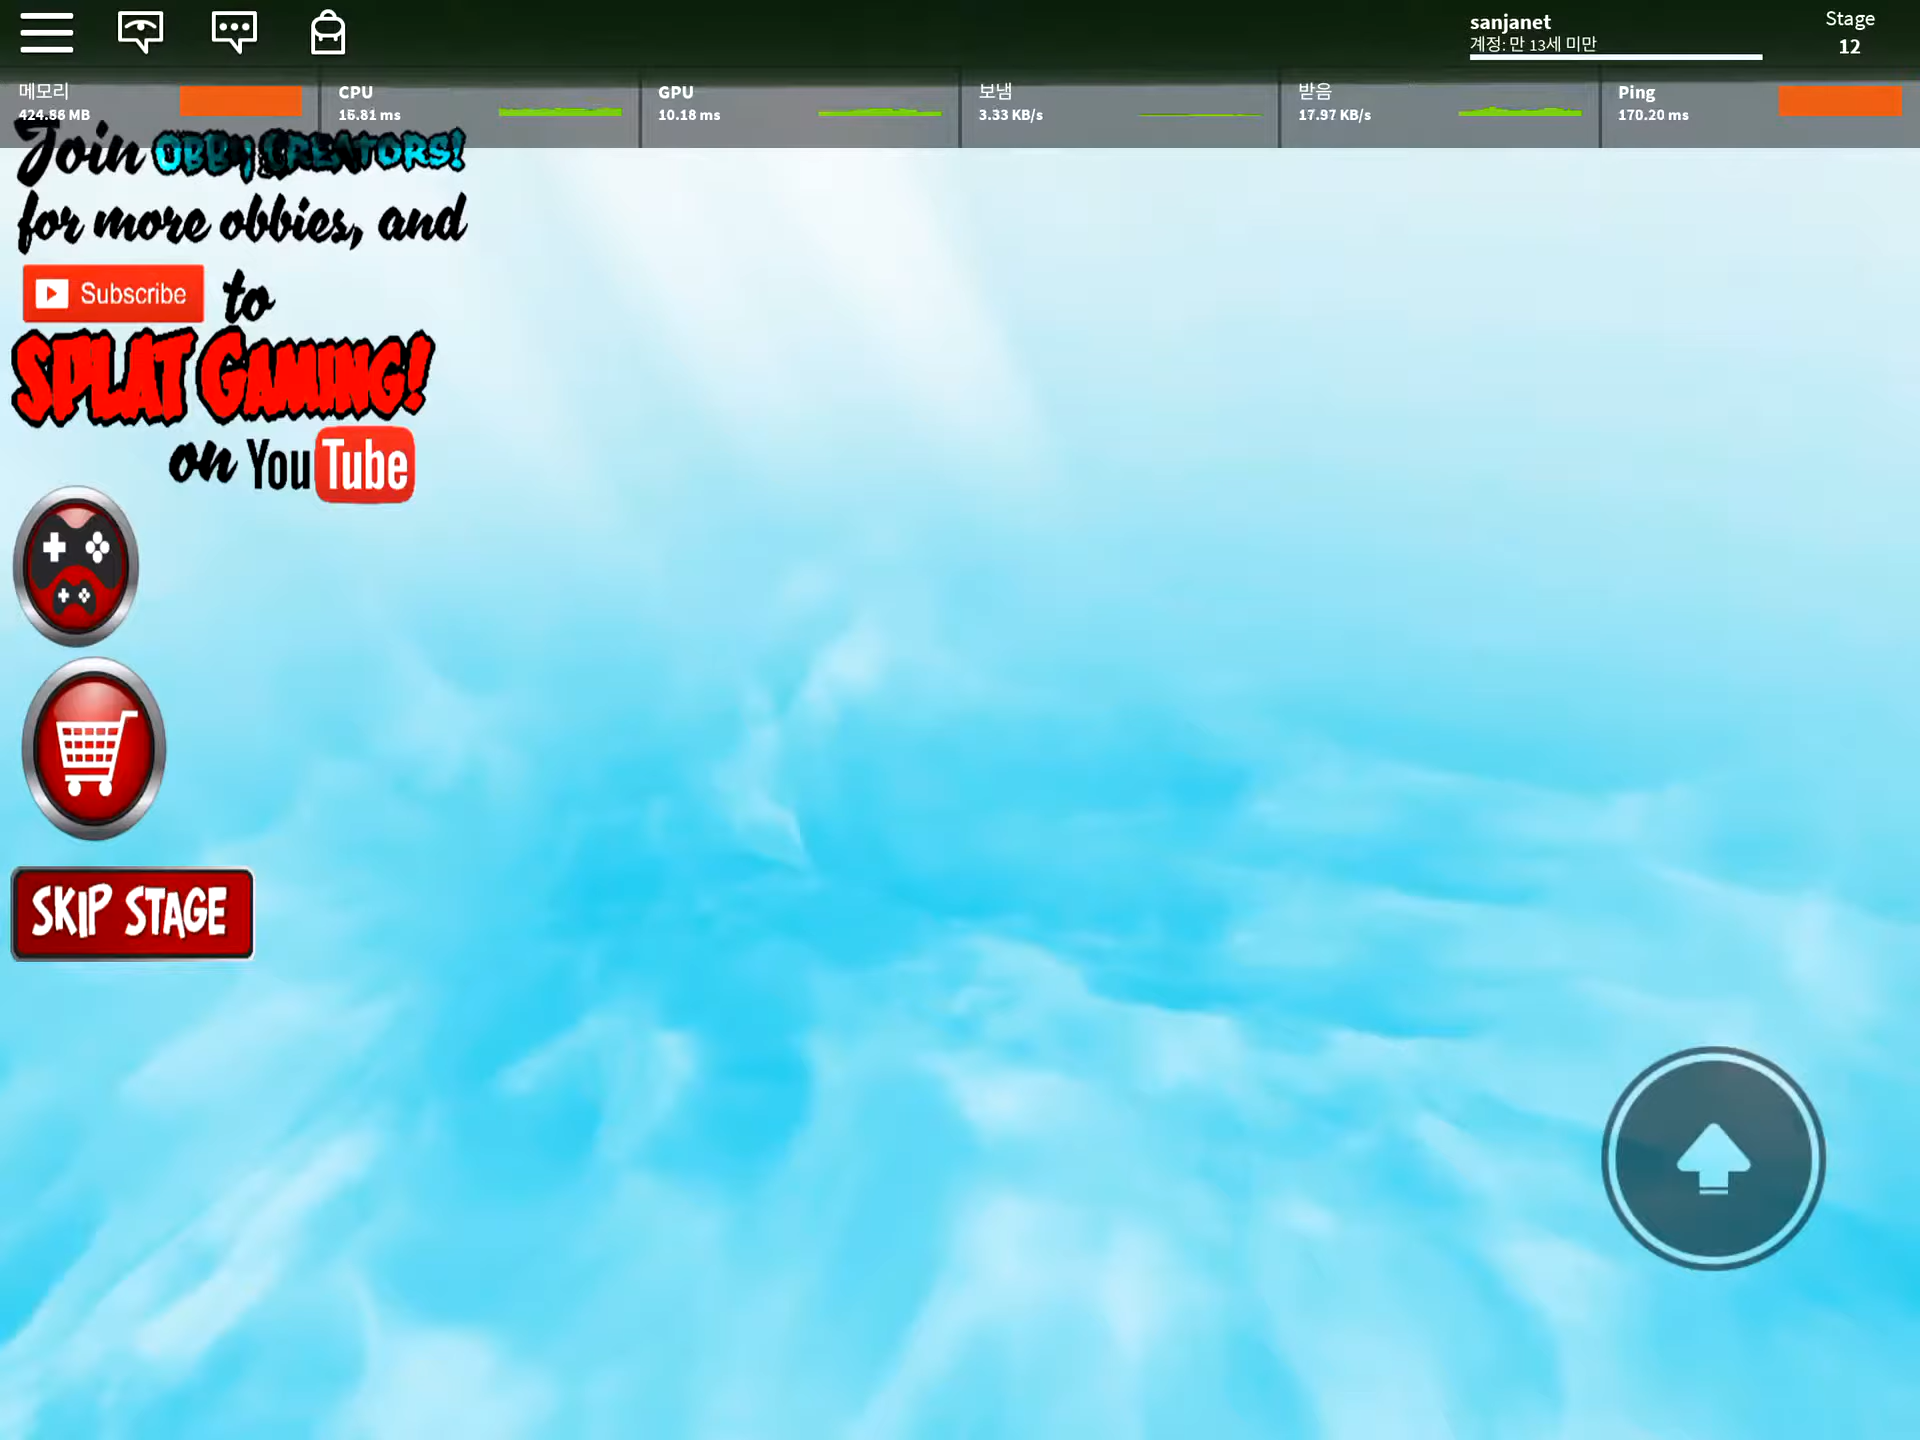 sanjanet
계정: 만 13세 미만
Stage
12
메모리
424.86 MB
CPU
15.81 ms
GPU
10.18 ms
보냄
3.33 KB/s
받음
17.97 KB/s
Ping
170.20 ms
Join OBBY CREATORS!
for more obbies, and
Subscribe to
SPLAT GAMING!
on YouTube
SKIP STAGE